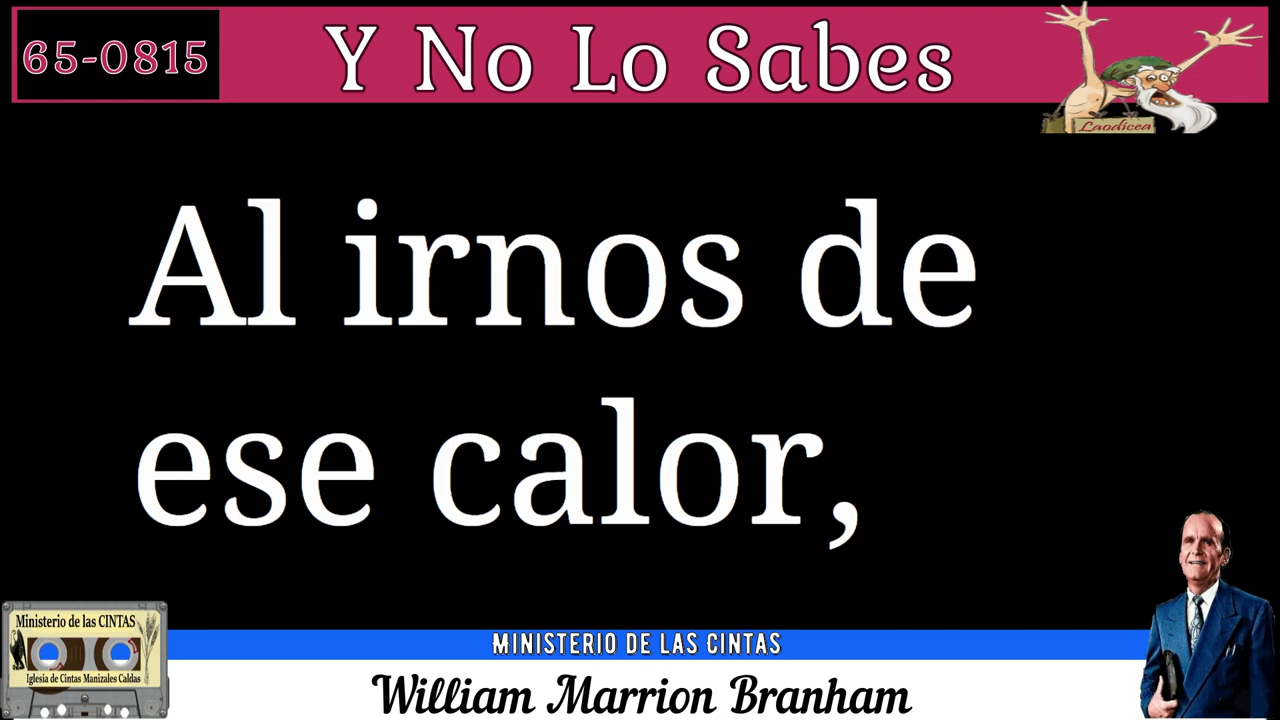 65-0815
Y No Lo Sabes
Laodicea
Al irnos de
ese calor,
Ministerio de las CINTAS
Iglesia de Cintas Manizales Caldas
MINISTERIO DE LAS CINTAS
William Marrion Branham